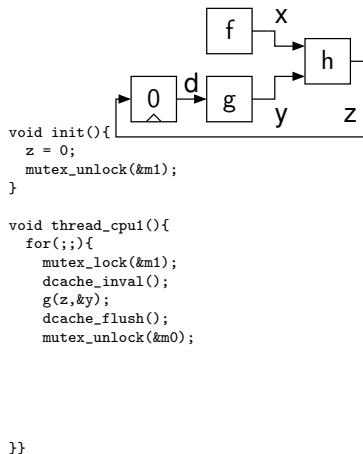 x
f
h
d
0
g
y
z
void init(){
z = 0;
mutex_unlock(&m1);
}
void thread_cpu1(){
for(;;){
mutex_lock(&m1);
dcache_inval();
g(z,&y);
dcache_flush();
mutex_unlock(&m0);
}}